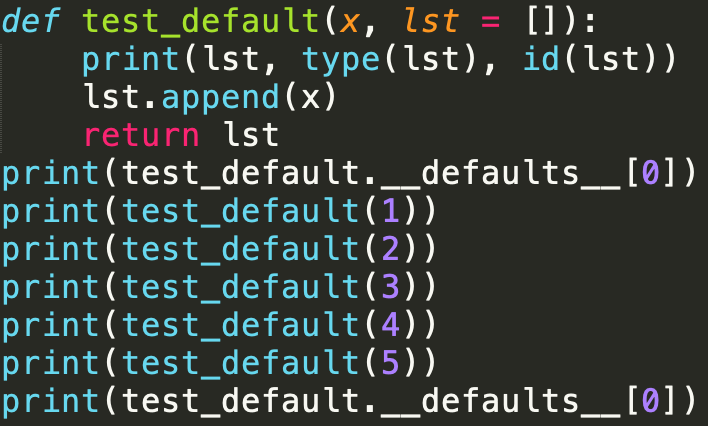 def test_default(x, lst = []):
    print(lst, type(lst), id(lst))
    lst.append(x)
    return lst
print(test_default.__defaults__[0])
print(test_default(1))
print(test_default(2))
print(test_default(3))
print(test_default(4))
print(test_default(5))
print(test_default.__defaults__[0])